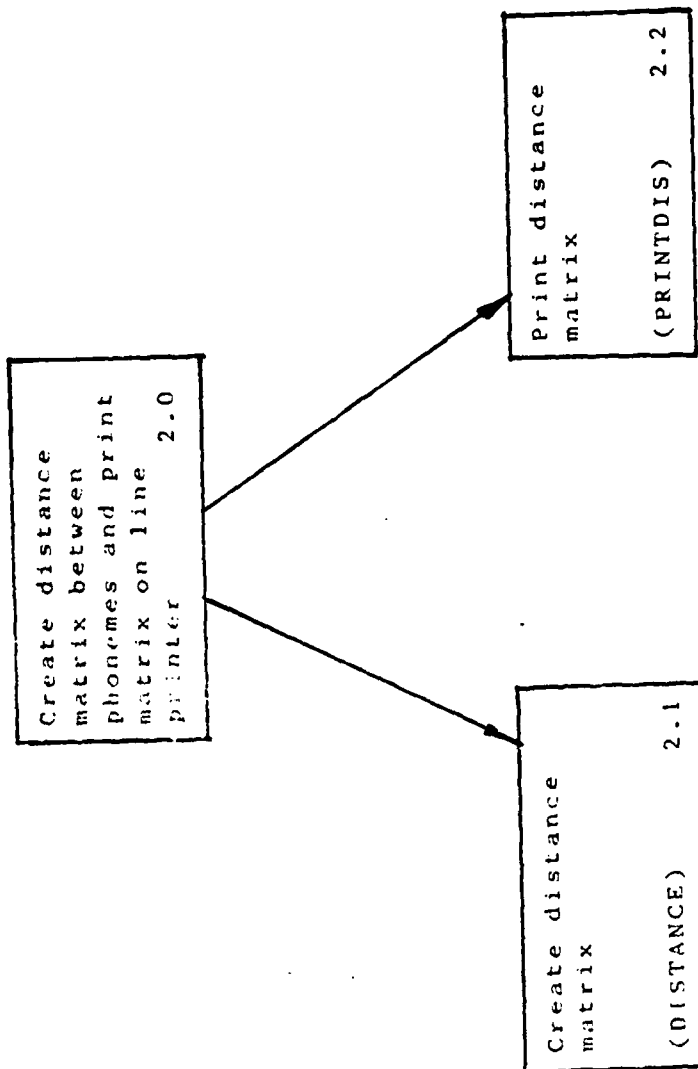 Create distance
matrix between
phonemes and print
matrix on line
printer 2.0
Create distance
matrix
(DISTANCE) 2.1
Print distance
matrix
(PRINTDIS) 2.2